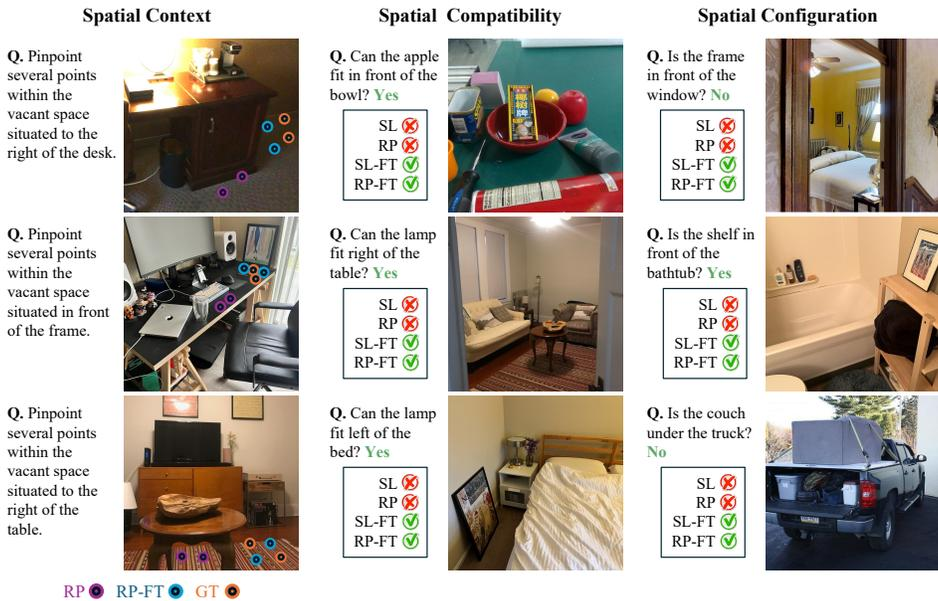 Spatial Context
Spatial Compatibility
Spatial Configuration
Q. Pinpoint
several points
within the
vacant space
situated to the
right of the desk.
Q. Can the apple
fit in front of the
bowl? Yes
SL
RP
SL-FT
RP-FT
Q. Is the frame
in front of the
window? No
SL
RP
SL-FT
RP-FT
Q. Pinpoint
several points
within the
vacant space
situated in front
of the frame.
Q. Can the lamp
fit right of the
table? Yes
SL
RP
SL-FT
RP-FT
Q. Is the shelf in
front of the
bathtub? Yes
SL
RP
SL-FT
RP-FT
Q. Pinpoint
several points
within the
vacant space
situated to the
right of the
table.
Q. Can the lamp
fit left of the
bed? Yes
SL
RP
SL-FT
RP-FT
Q. Is the couch
under the truck?
No
SL
RP
SL-FT
RP-FT
RP RP-FT GT